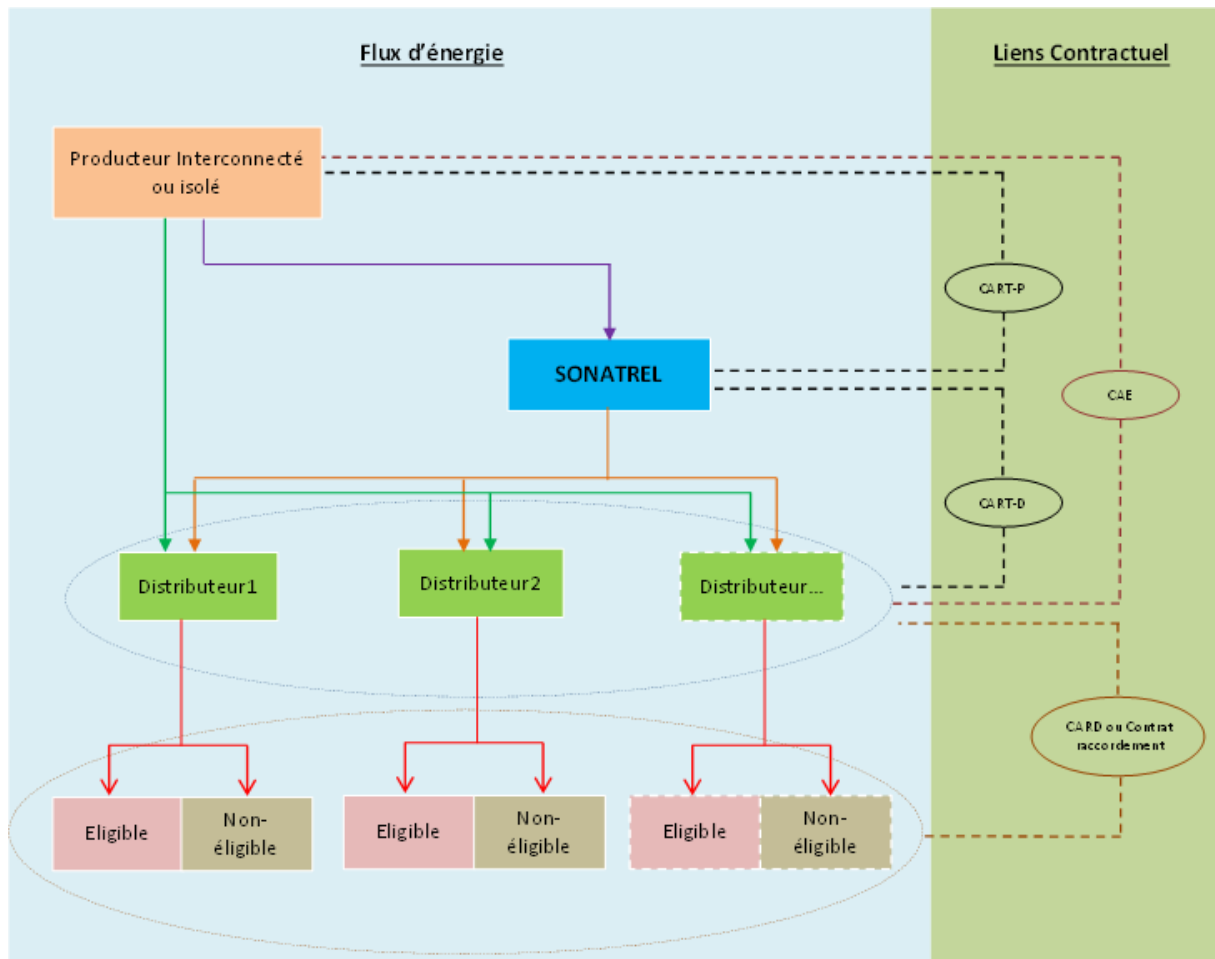 Flux d'énergie
Liens Contractuel
Producteur Interconnecté
ou isolé
CART-P
SONATREL
CAE
CART-D
Distributeur1
Distributeur2
Distributeur...
CARD ou Contrat
raccordement
Eligible
Non-
éligible
Eligible
Non-
éligible
Eligible
Non-
éligible